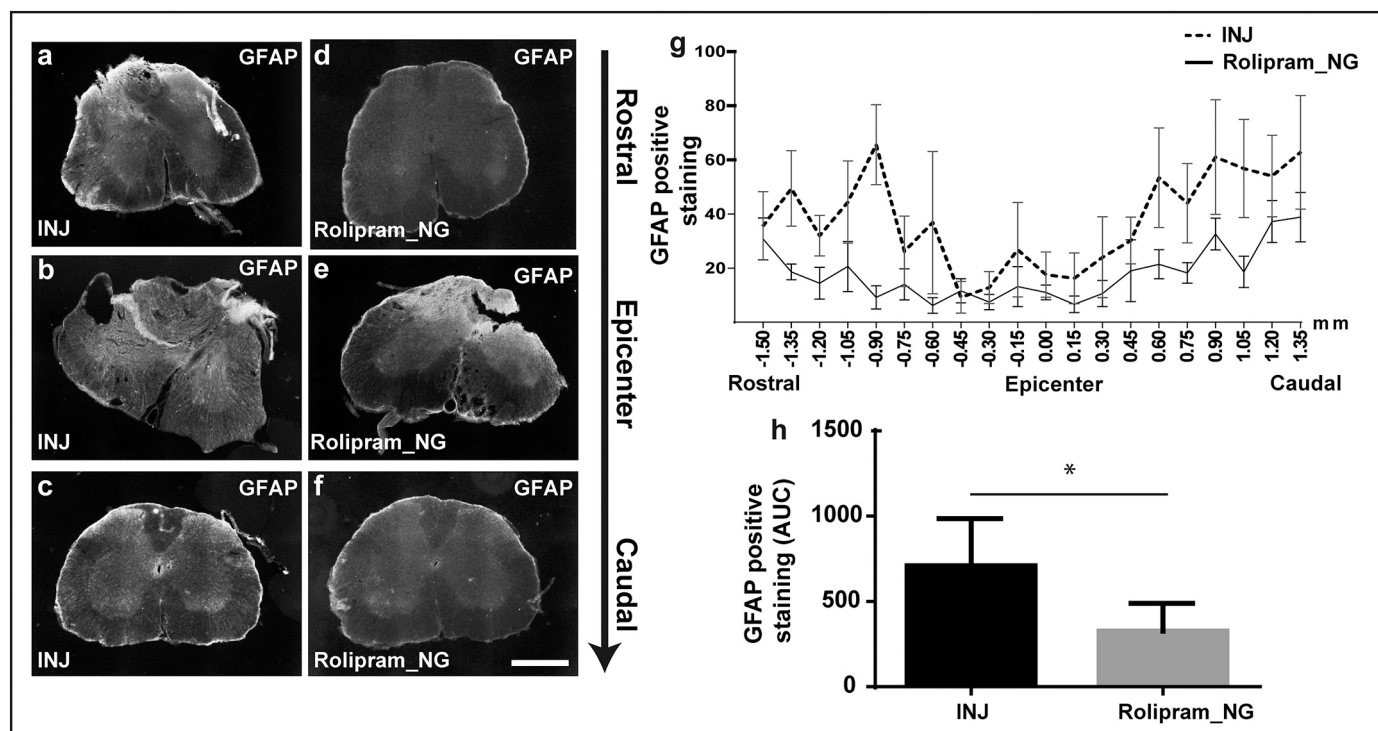 a GFAP
INJ
d GFAP
Rolipram_NG
b GFAP
INJ
e GFAP
Rolipram_NG
c GFAP
INJ
f GFAP
Rolipram_NG
Rostral
Epicenter
Caudal
g
INJ
Rolipram_NG
GFAP positive
staining
100
80
60
40
20
-1.50 -1.35 -1.20 -1.05 -0.90 -0.75 -0.60 -0.45 -0.30 -0.15 0.00 0.15 0.30 0.45 0.60 0.75 0.90 1.05 1.20 1.35 mm
Rostral Epicenter Caudal
h
GFAP positive
staining (AUC)
1500
1000
500
0
*
INJ Rolipram_NG